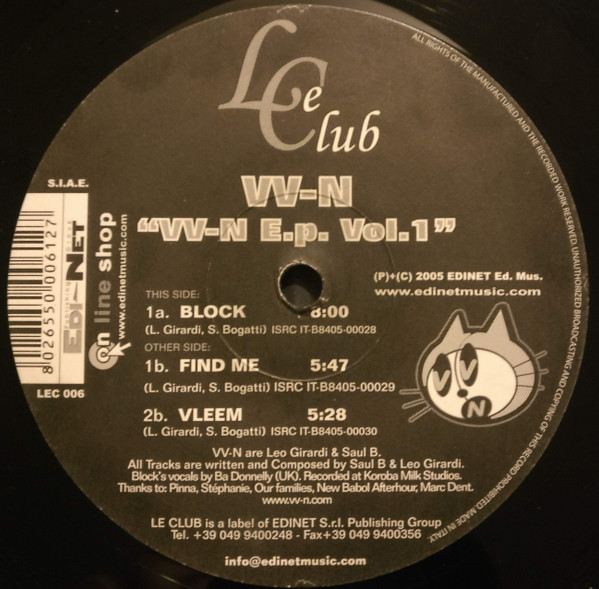 Le Club
VV-N
"VV-N E.p. Vol.1"
S.I.A.E.
8026550006127
EDI-NET
on line shop
www.edinetmusic.com
LEC 006
(P)+(C) 2005 EDINET Ed. Mus.
www.edinetmusic.com
THIS SIDE:
1a. BLOCK 8:00
(L. Girardi, S. Bogatti) ISRC IT-B8405-00028
OTHER SIDE:
1b. FIND ME 5:47
(L. Girardi, S. Bogatti) ISRC IT-B8405-00029
2b. VLEEM 5:28
(L. Girardi, S. Bogatti) ISRC IT-B8405-00030
V V N
VV-N are Leo Girardi & Saul B.
All Tracks are written and Composed by Saul B & Leo Girardi.
Block's vocals by Ba Donnelly (UK). Recorded at Koroba Milk Studios.
Thanks to: Pinna, Stéphanie, Our families, New Babol Afterhour, Marc Dent.
www.vv-n.com
LE CLUB is a label of EDINET S.r.l. Publishing Group
Tel. +39 049 9400248 - Fax+39 049 9400356
info@edinetmusic.com
ALL RIGHTS OF THE MANUFACTURED AND THE RECORDED WORK RESERVED. UNAUTHORIZED BROADCASTING AND COPYING OF THIS RECORD PROHIBITED. MADE IN ITALY.